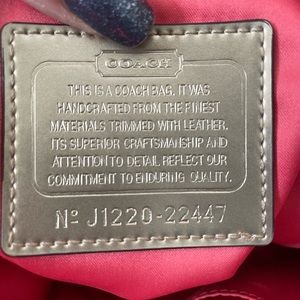 COACH
THIS IS A COACH BAG. IT WAS
HANDCRAFTED FROM THE FINEST
MATERIALS TRIMMED WITH LEATHER.
ITS SUPERIOR CRAFTSMANSHIP AND
ATTENTION TO DETAIL REFLECT OUR
COMMITMENT TO ENDURING QUALITY.
Nº J1220-22447